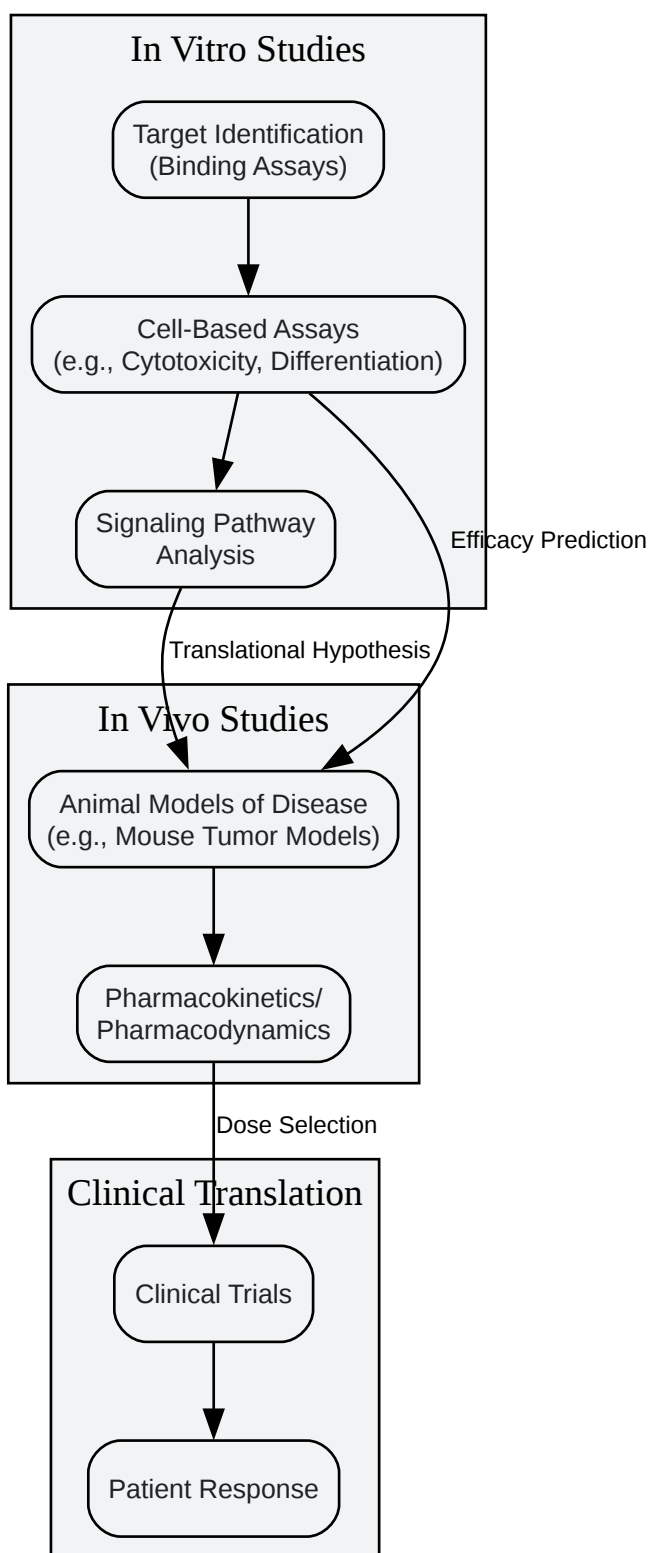 In Vitro Studies
Target Identification
(Binding Assays)
Cell-Based Assays
(e.g., Cytotoxicity, Differentiation)
Signaling Pathway
Analysis
Efficacy Prediction
Translational Hypothesis
In Vivo Studies
Animal Models of Disease
(e.g., Mouse Tumor Models)
Pharmacokinetics/
Pharmacodynamics
Dose Selection
Clinical Translation
Clinical Trials
Patient Response